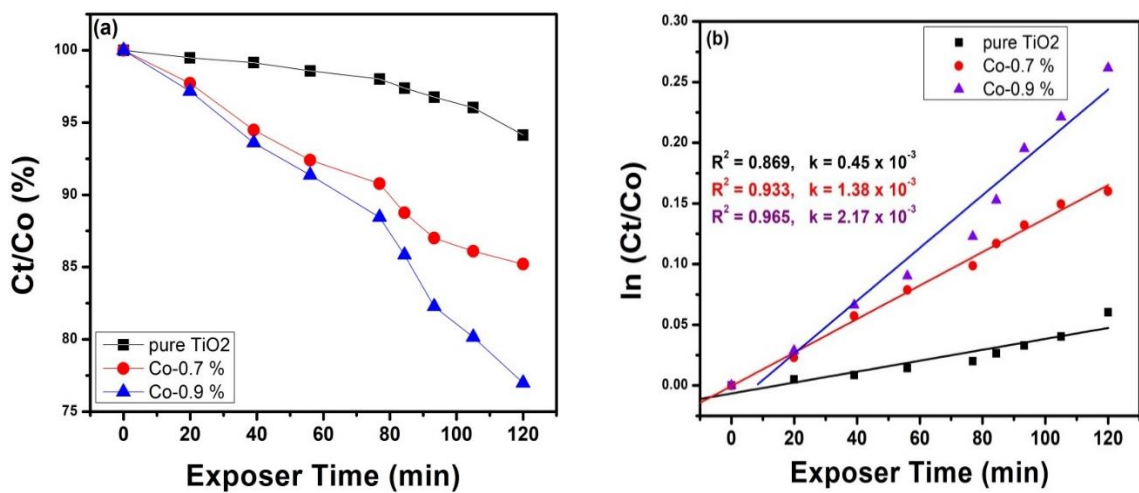 (a)
100
95
90
85
80
75
Ct/Co (%)
pure TiO2
Co-0.7 %
Co-0.9 %
0 20 40 60 80 100 120
Exposer Time (min)
(b)
0.30
0.25
0.20
0.15
0.10
0.05
0.00
ln (Ct/Co)
pure TiO2
Co-0.7 %
Co-0.9 %
R² = 0.869, k = 0.45 x 10⁻³
R² = 0.933, k = 1.38 x 10⁻³
R² = 0.965, k = 2.17 x 10⁻³
0 20 40 60 80 100 120
Exposer Time (min)